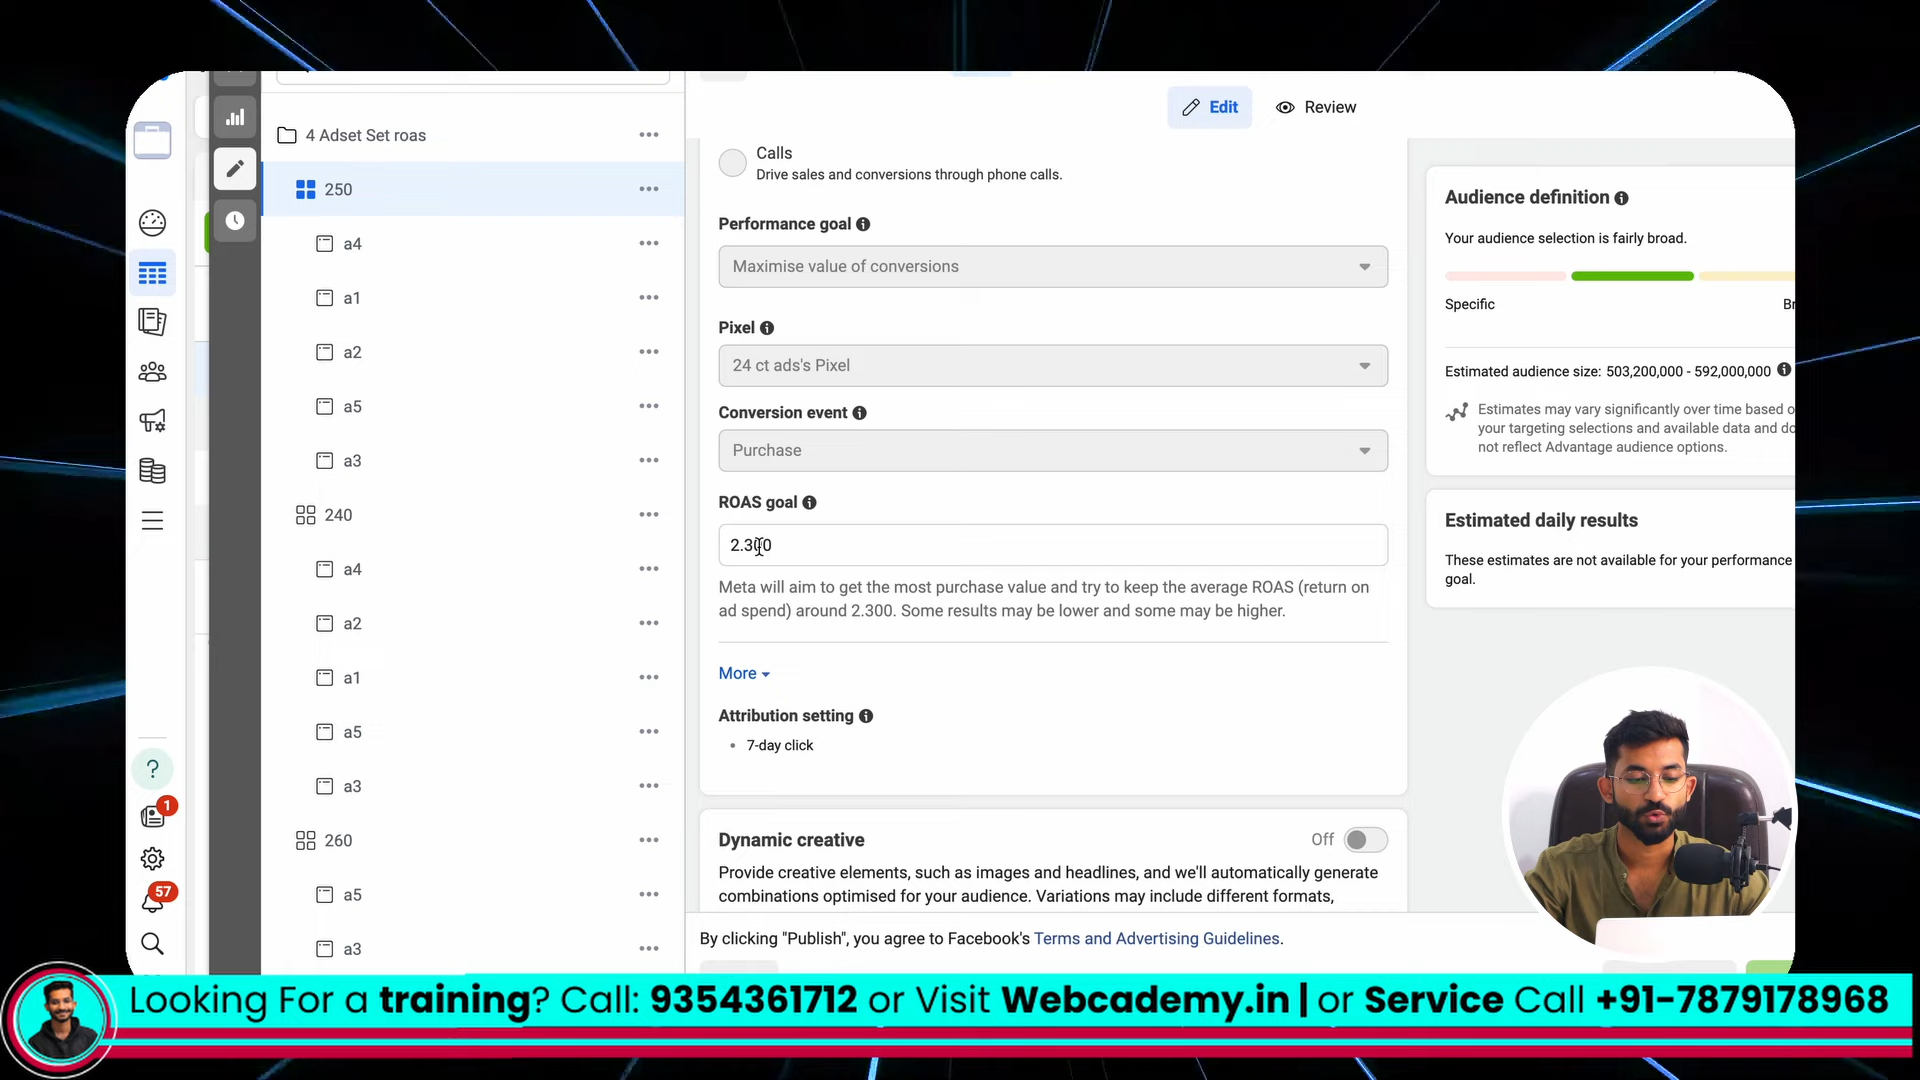 4 Adset Set roas
250
a4
a1
a2
a5
a3
240
a4
a2
a1
a5
a3
260
a5
a3
?
1
57
Edit
Review
Calls
Drive sales and conversions through phone calls.
Performance goal
Maximise value of conversions
Pixel
24 ct ads's Pixel
Conversion event
Purchase
ROAS goal
2.300
Meta will aim to get the most purchase value and try to keep the average ROAS (return on
ad spend) around 2.300. Some results may be lower and some may be higher.
More
Attribution setting
• 7-day click
Dynamic creative
Off
Provide creative elements, such as images and headlines, and we'll automatically generate
combinations optimised for your audience. Variations may include different formats,
By clicking "Publish", you agree to Facebook's Terms and Advertising Guidelines.
Audience definition
Your audience selection is fairly broad.
Specific
Br
Estimated audience size: 503,200,000 - 592,000,000
Estimates may vary significantly over time based o
your targeting selections and available data and do
not reflect Advantage audience options.
Estimated daily results
These estimates are not available for your performance
goal.
Looking For a training? Call: 9354361712 or Visit Webcademy.in | or Service Call +91-7879178968